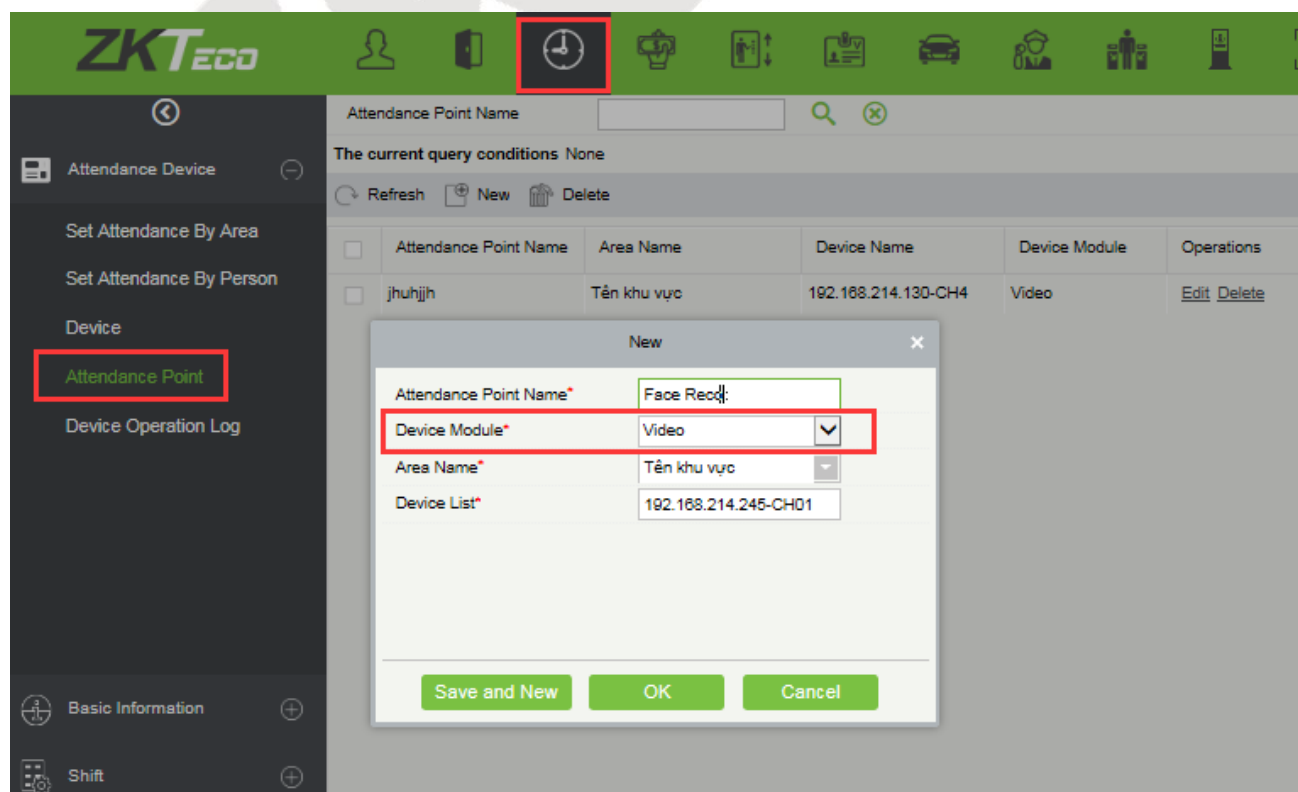 ZKTECO
Attendance Point Name
The current query conditions None
Attendance Device
Refresh New Delete
Set Attendance By Area
Set Attendance By Person
Device
Attendance Point
Device Operation Log
Attendance Point Name Area Name Device Name Device Module Operations
jhuhjjh Tên khu vực 192.168.214.130-CH4 Video Edit Delete
New
Attendance Point Name* Face Reco:
Device Module* Video
Area Name* Tên khu vực
Device List* 192.168.214.245-CH01
Save and New OK Cancel
Basic Information
Shift